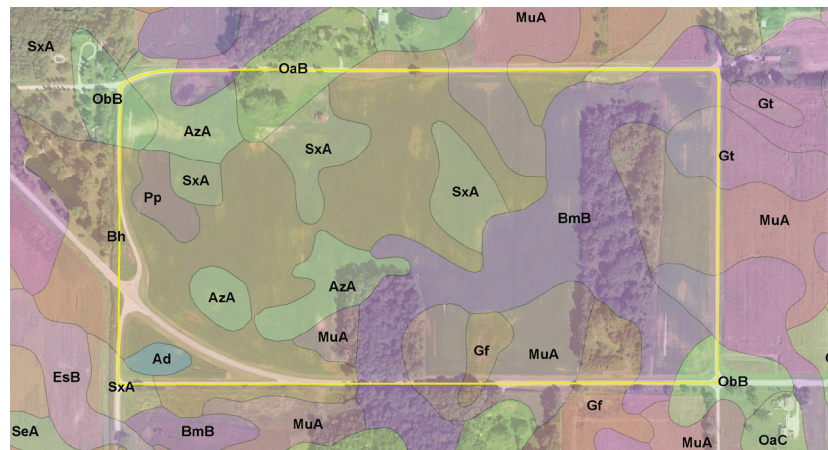 MuA
SxA
OaB
ObB
Gt
AzA
SxA
Gt
SxA
SxA
Pp
BmB
MuA
Bh
AzA
AzA
MuA
Gf
MuA
Ad
EsB
SxA
ObB
Gf
SeA
BmB
MuA
MuA
OaC